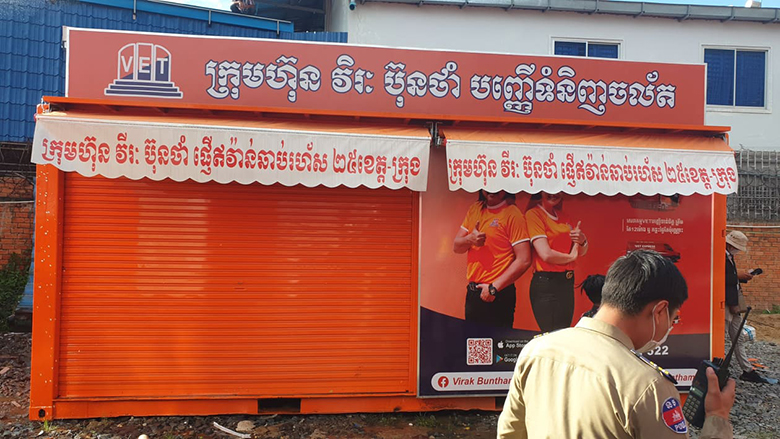 VET
ក្រុមហ៊ុន វិរៈ ប៊ុនថាំ បញ្ញើទំនិញចល័ត
ក្រុមហ៊ុន វីរៈ ប៊ុនថាំ ផ្ញើឥវ៉ាន់ឆាប់រហ័ស ២៥ខេត្ត-ក្រុង
ក្រុមហ៊ុន វីរៈ ប៊ុនថាំ ផ្ញើឥវ៉ាន់ឆាប់រហ័ស ២៥ខេត្ត-ក្រុង
App Store
Google
Virak Buntham